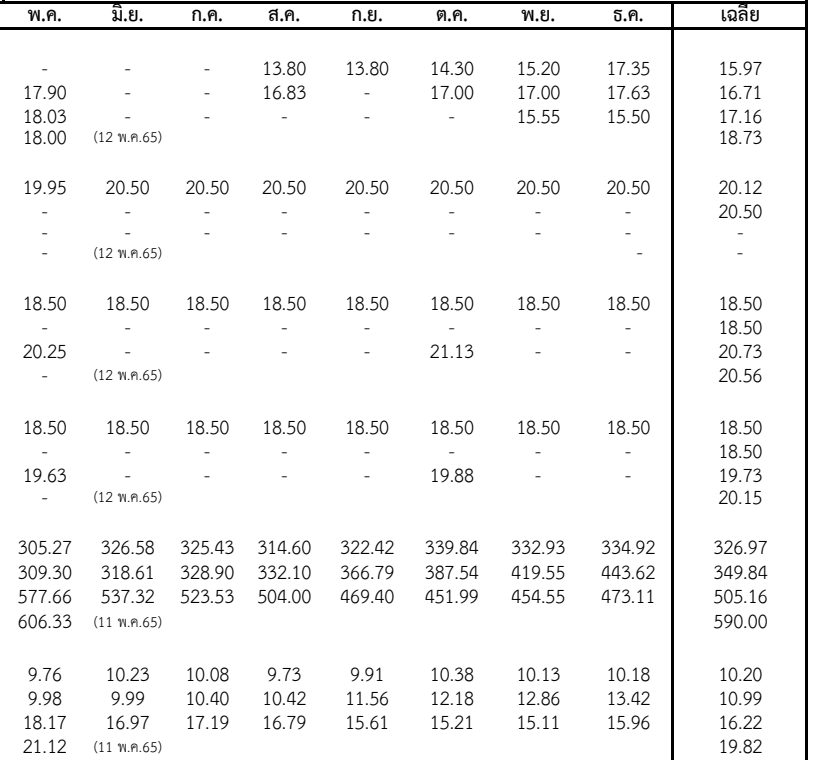 พ.ค. มิ.ย. ก.ค. ส.ค. ก.ย. ต.ค. พ.ย. ธ.ค. เฉลี่ย
- - - 13.80 13.80 14.30 15.20 17.35 15.97
17.90 - - 16.83 - 17.00 17.00 17.63 16.71
18.03 - - - - - 15.55 15.50 17.16
18.00 (12 พ.ค.65) 18.73
19.95 20.50 20.50 20.50 20.50 20.50 20.50 20.50 20.12
- - - - - - - - 20.50
- - - - - - - - -
- (12 พ.ค.65) - -
18.50 18.50 18.50 18.50 18.50 18.50 18.50 18.50 18.50
- - - - - - - - 18.50
20.25 - - - - 21.13 - - 20.73
- (12 พ.ค.65) 20.56
18.50 18.50 18.50 18.50 18.50 18.50 18.50 18.50 18.50
- - - - - - - - 18.50
19.63 - - - - 19.88 - - 19.73
- (12 พ.ค.65) 20.15
305.27 326.58 325.43 314.60 322.42 339.84 332.93 334.92 326.97
309.30 318.61 328.90 332.10 366.79 387.54 419.55 443.62 349.84
577.66 537.32 523.53 504.00 469.40 451.99 454.55 473.11 505.16
606.33 (11 พ.ค.65) 590.00
9.76 10.23 10.08 9.73 9.91 10.38 10.13 10.18 10.20
9.98 9.99 10.40 10.42 11.56 12.18 12.86 13.42 10.99
18.17 16.97 17.19 16.79 15.61 15.21 15.11 15.96 16.22
21.12 (11 พ.ค.65) 19.82